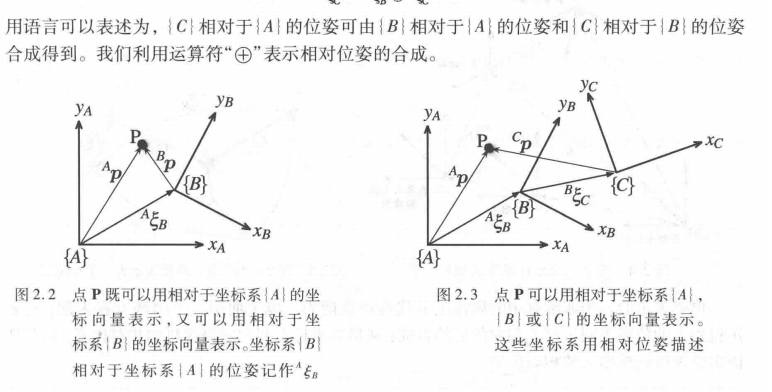 用语言可以表述为，{C}相对于{A}的位姿可由{B}相对于{A}的位姿和{C}相对于{B}的位姿
合成得到。我们利用运算符“⊕”表示相对位姿的合成。
y_A
y_B
P
^A p
^B p
{B}
^A ξ_B
x_B
{A}
x_A
y_C
y_A
y_B
P
^C p
x_C
^A p
{C}
^B ξ_C
{B}
^A ξ_B
x_B
{A}
x_A
图2.2 点 P 既可以用相对于坐标系{A}的坐
标向量表示，又可以用相对于坐
标系{B}的坐标向量表示。坐标系{B}
相对于坐标系{A}的位姿记作^A ξ_B
图2.3 点 P 可以用相对于坐标系{A}，
{B}或{C}的坐标向量表示。
这些坐标系用相对位姿描述